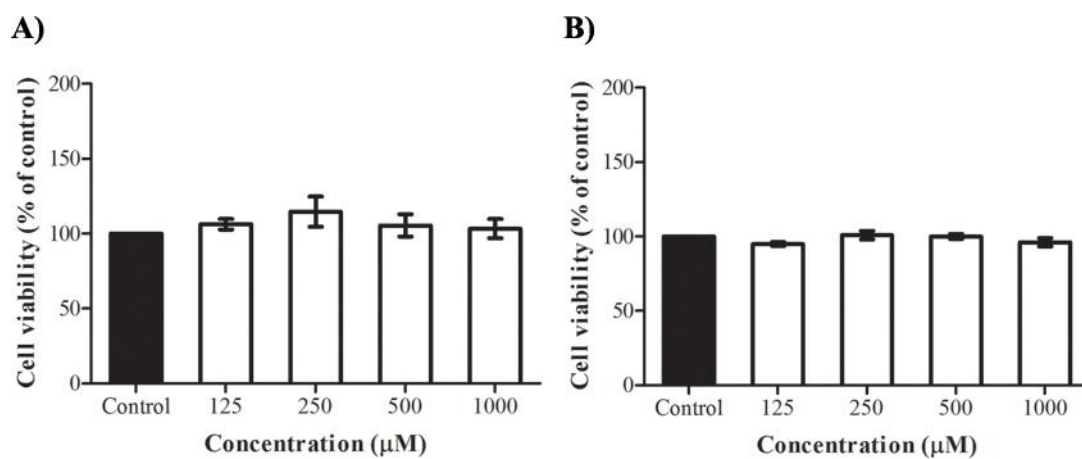 A)
Cell viability (% of control)
200
150
100
50
0
Control 125 250 500 1000
Concentration (μM)
B)
Cell viability (% of control)
200
150
100
50
0
Control 125 250 500 1000
Concentration (μM)